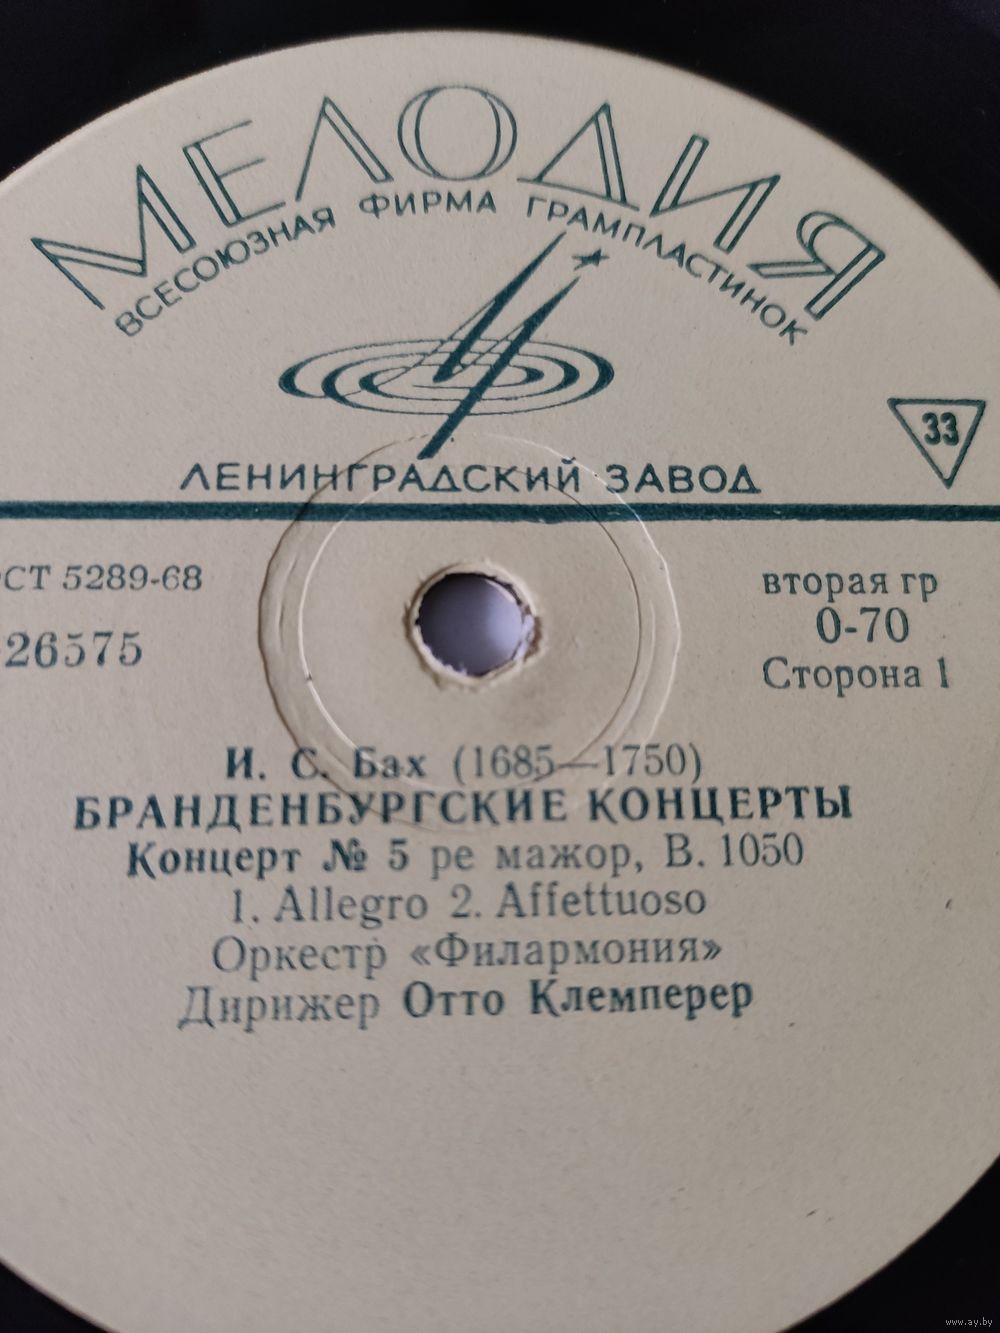 МЕЛОДИЯ
ВСЕСОЮЗНАЯ ФИРМА ГРАМПЛАСТИНОК
33
ЛЕНИНГРАДСКИЙ ЗАВОД
ОСТ 5289-68
26575
вторая гр
0-70
Сторона 1
И. С. Бах (1685—1750)
БРАНДЕНБУРГСКИЕ КОНЦЕРТЫ
Концерт № 5 ре мажор, В. 1050
1. Allegro 2. Affettuoso
Оркестр «Филармония»
Дирижер Отто Клемперер
www.ay.by